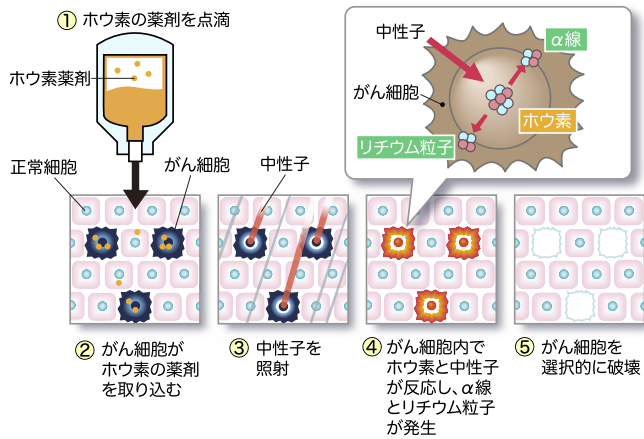 ① ホウ素の薬剤を点滴
ホウ素薬剤
正常細胞
がん細胞
中性子
中性子
α線
がん細胞
ホウ素
リチウム粒子
② がん細胞が
ホウ素の薬剤
を取り込む
③ 中性子を
照射
④ がん細胞内で
ホウ素と中性子
が反応し、α線
とリチウム粒子
が発生
⑤ がん細胞を
選択的に破壊